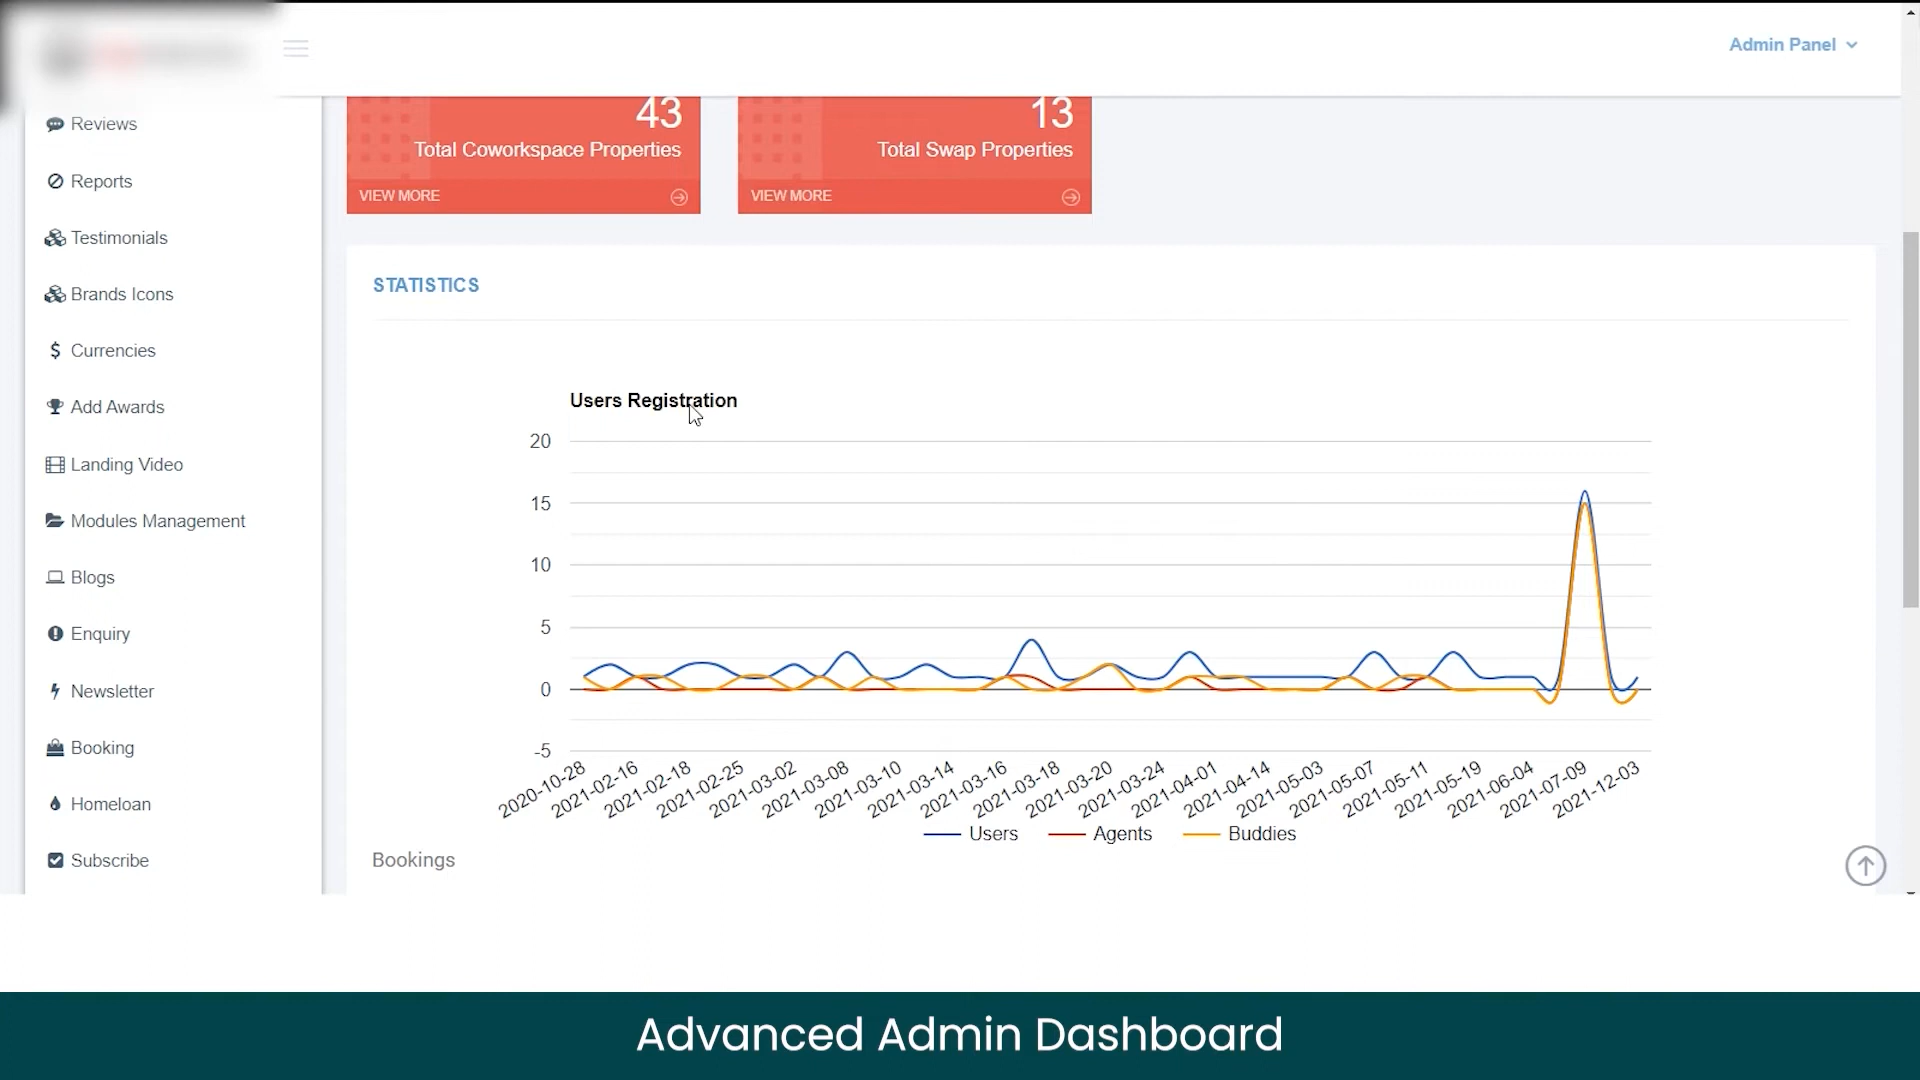 Admin Panel
Reviews
Reports
Testimonials
Brands Icons
Currencies
Add Awards
Landing Video
Modules Management
Blogs
Enquiry
Newsletter
Booking
Homeloan
Subscribe
43
Total Coworkspace Properties
VIEW MORE
13
Total Swap Properties
VIEW MORE
STATISTICS
Users Registration
20
15
10
5
0
-5
2020-10-28
2021-02-16
2021-02-18
2021-02-25
2021-03-02
2021-03-08
2021-03-10
2021-03-14
2021-03-16
2021-03-18
2021-03-20
2021-03-24
2021-04-01
2021-04-14
2021-05-03
2021-05-07
2021-05-11
2021-05-19
2021-06-04
2021-07-09
2021-12-03
Users
Agents
Buddies
Bookings
Advanced Admin Dashboard